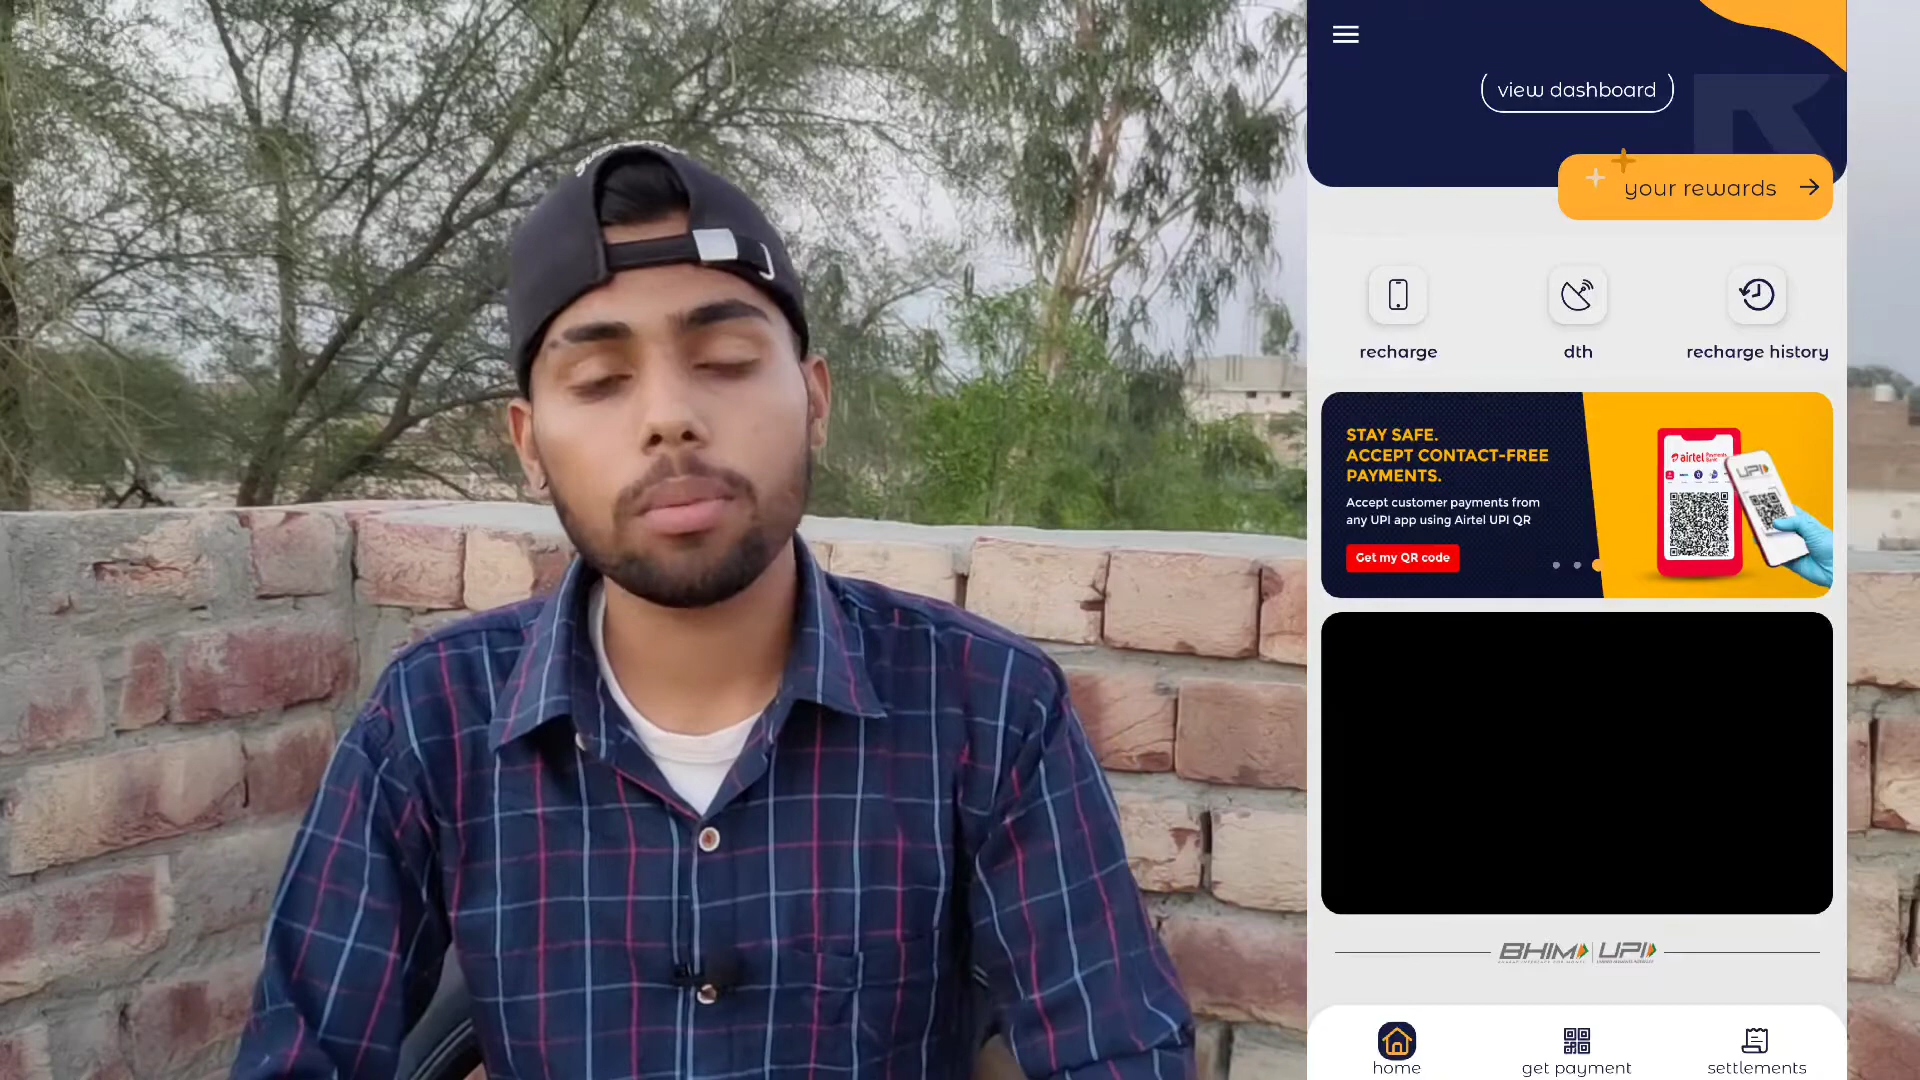 view dashboard
your rewards
recharge
dth
recharge history
STAY SAFE.
ACCEPT CONTACT-FREE
PAYMENTS.
Accept customer payments from
any UPI app using Airtel UPI QR
Get my QR code
airtel
UPI
BHIM
UPI
home
get payment
settlements